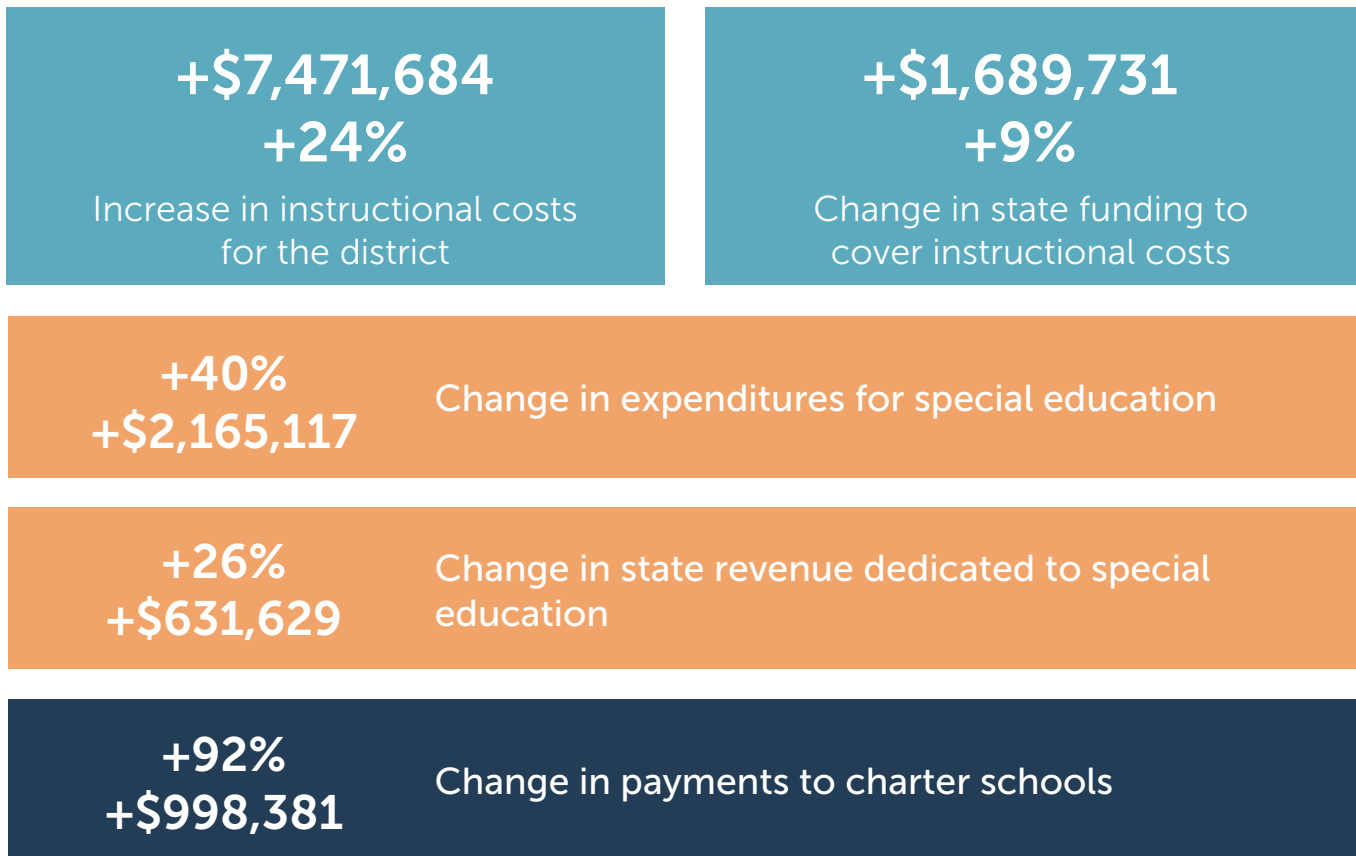 +$7,471,684
+24%
Increase in instructional costs
for the district
+$1,689,731
+9%
Change in state funding to
cover instructional costs
+40%
+$2,165,117
Change in expenditures for special education
+26%
+$631,629
Change in state revenue dedicated to special
education
+92%
+$998,381
Change in payments to charter schools